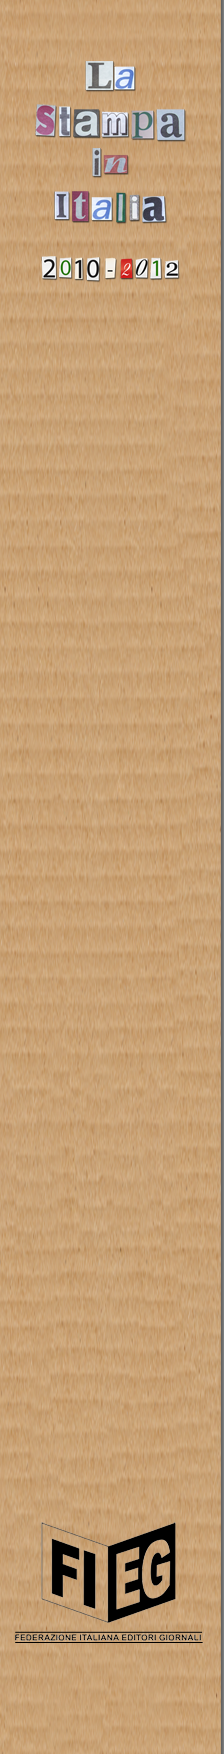 La
Stampa
in
Italia
2010-2012
FIEG
FEDERAZIONE ITALIANA EDITORI GIORNALI